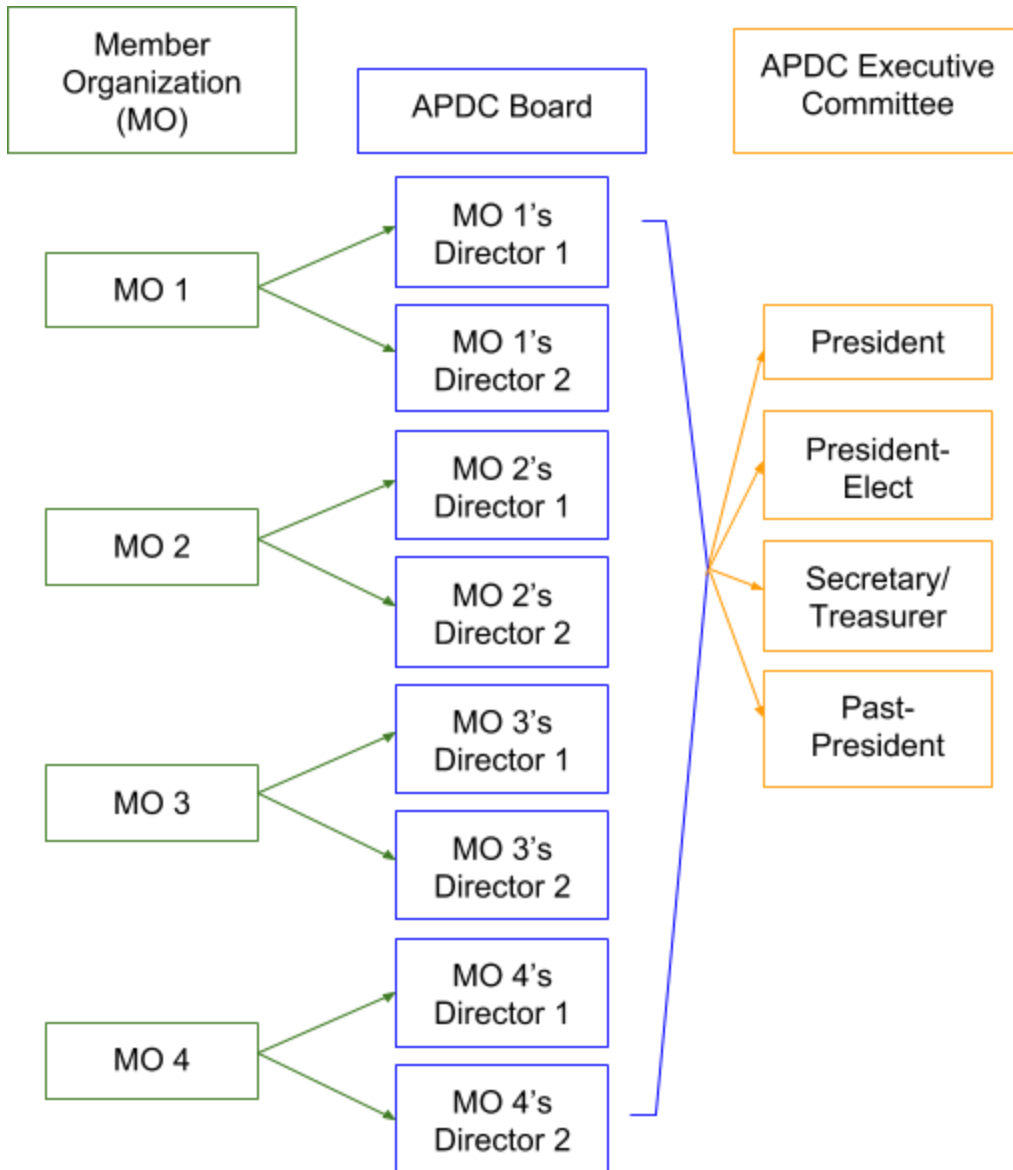 Member
Organization
(MO)
APDC Board
APDC Executive
Committee
MO 1
MO 2
MO 3
MO 4
MO 1’s
Director 1
MO 1’s
Director 2
MO 2’s
Director 1
MO 2’s
Director 2
MO 3’s
Director 1
MO 3’s
Director 2
MO 4’s
Director 1
MO 4’s
Director 2
President
President-
Elect
Secretary/
Treasurer
Past-
President